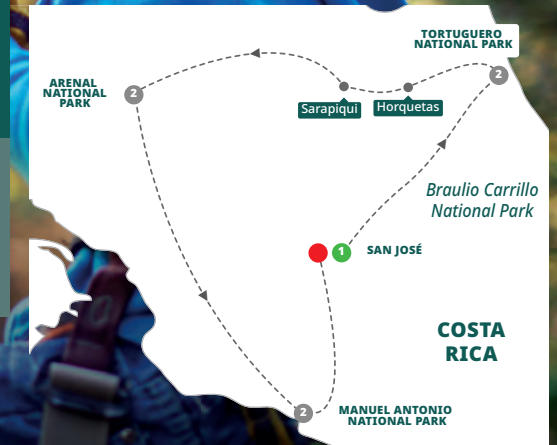 TORTUGUERO
NATIONAL PARK
2
ARENAL
NATIONAL
PARK
2
Sarapiqui
Horquetas
Braulio Carrillo
National Park
1
SAN JOSÉ
COSTA
RICA
2
MANUEL ANTONIO
NATIONAL PARK